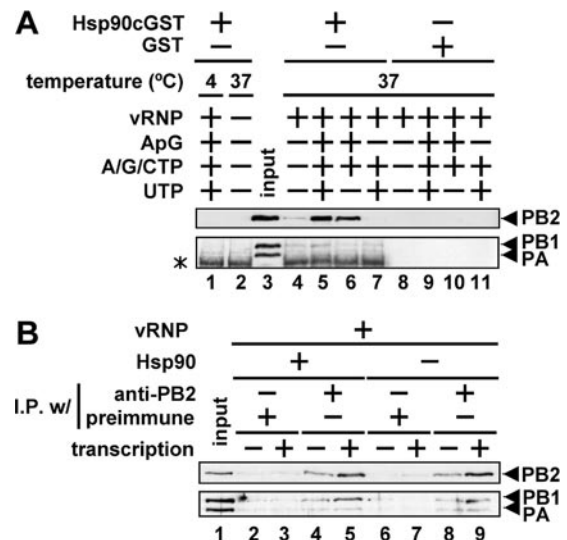 A
Hsp90cGST + + −
GST − − +
temperature (ºC) 4 37 37
vRNP + − + + + + + + + +
ApG + − − + + − − + + −
A/G/CTP + − − + + + − + + +
UTP + − − + − + − + − +
input
PB2
PB1
PA
*
1 2 3 4 5 6 7 8 9 10 11
B
vRNP +
Hsp90 + −
I.P. w/
anti-PB2 − + − +
preimmune + − + −
input
transcription − + − + − + − +
PB2
PB1
PA
1 2 3 4 5 6 7 8 9